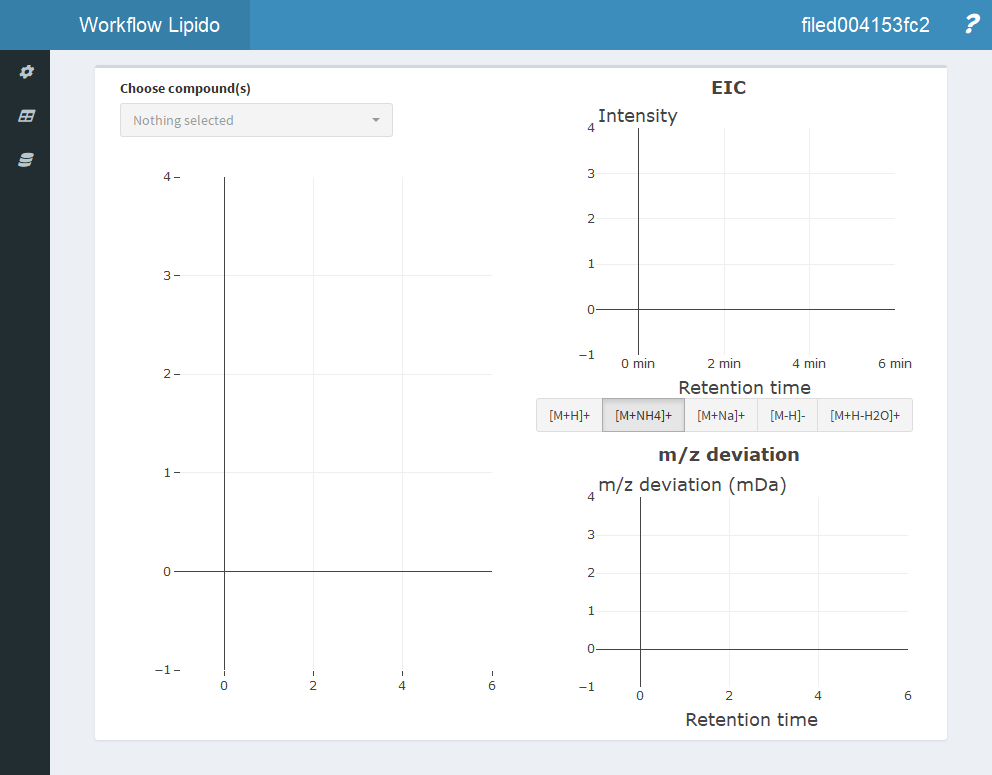 Workflow Lipido
filed004153fc2
?
Choose compound(s)
Nothing selected
4
3
2
1
0
−1
0 2 4 6
EIC
Intensity
4
3
2
1
0
−1
0 min 2 min 4 min 6 min
Retention time
[M+H]+ [M+NH4]+ [M+Na]+ [M-H]- [M+H-H2O]+
m/z deviation
m/z deviation (mDa)
4
3
2
1
0
−1
0 2 4 6
Retention time